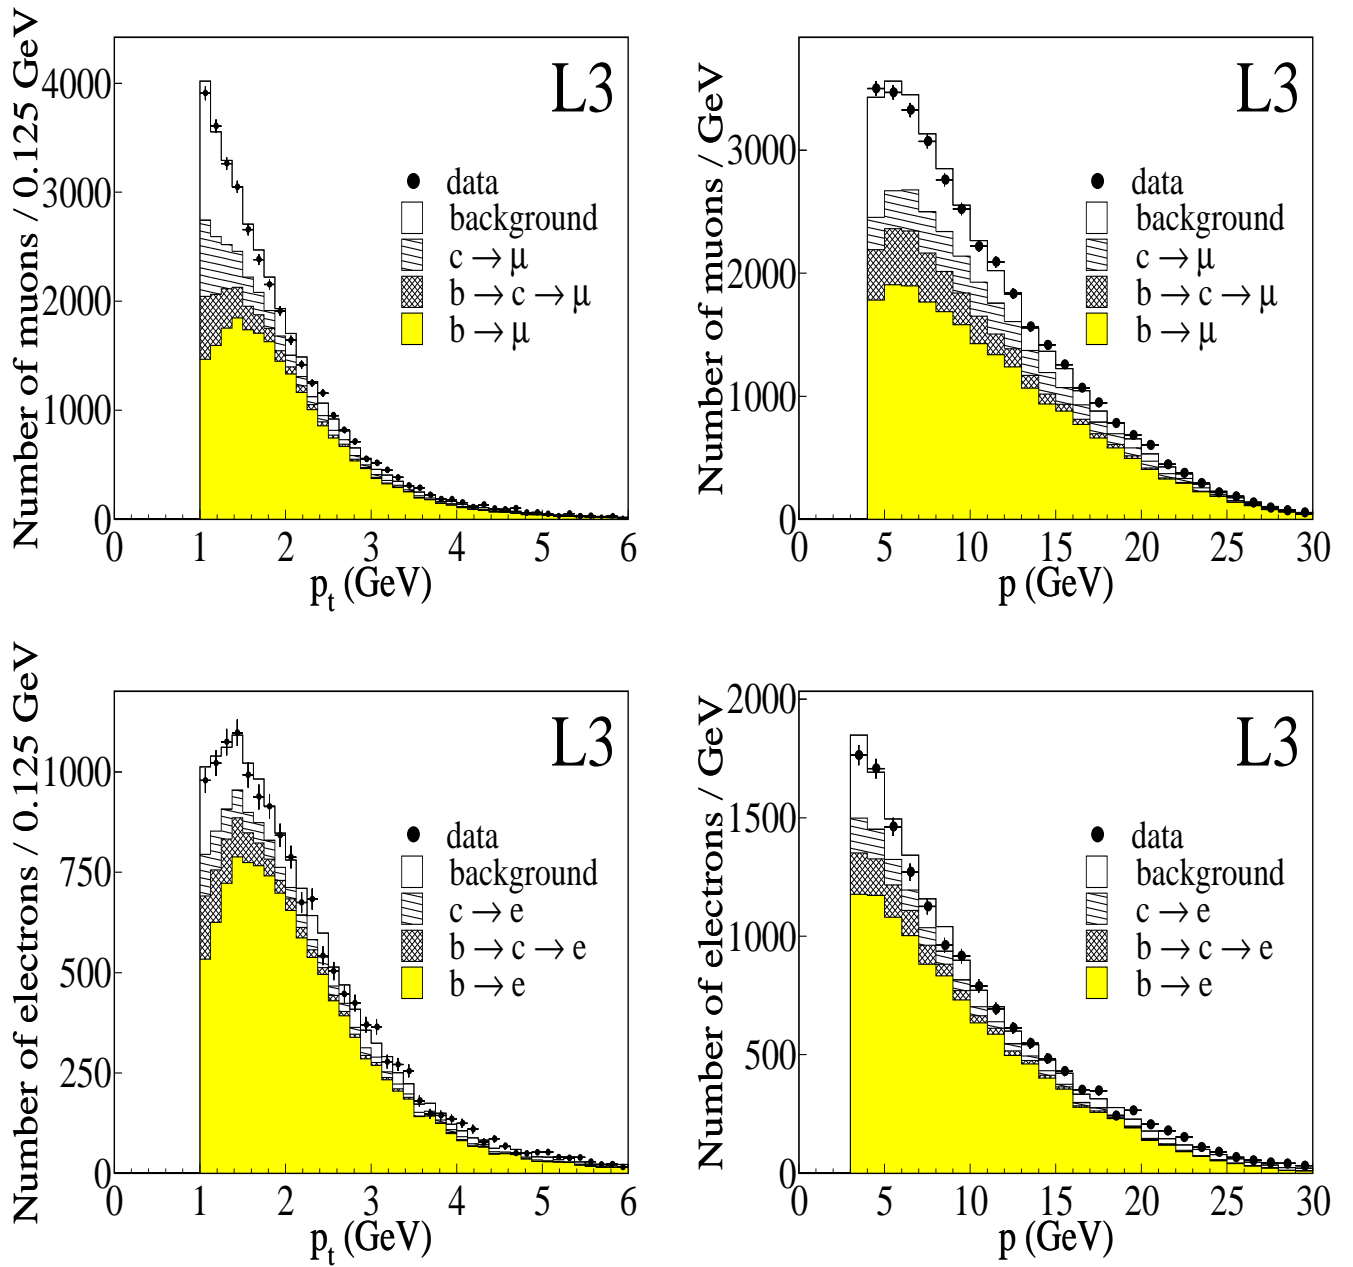 Number of muons / 0.125 GeV
4000
3000
2000
1000
0
0 1 2 3 4 5 6
p_t (GeV)
L3
data
background
c → μ
b → c → μ
b → μ
Number of muons / GeV
3000
2000
1000
0
0 5 10 15 20 25 30
p (GeV)
L3
data
background
c → μ
b → c → μ
b → μ
Number of electrons / 0.125 GeV
1000
750
500
250
0
0 1 2 3 4 5 6
p_t (GeV)
L3
data
background
c → e
b → c → e
b → e
Number of electrons / GeV
2000
1500
1000
500
0
0 5 10 15 20 25 30
p (GeV)
L3
data
background
c → e
b → c → e
b → e